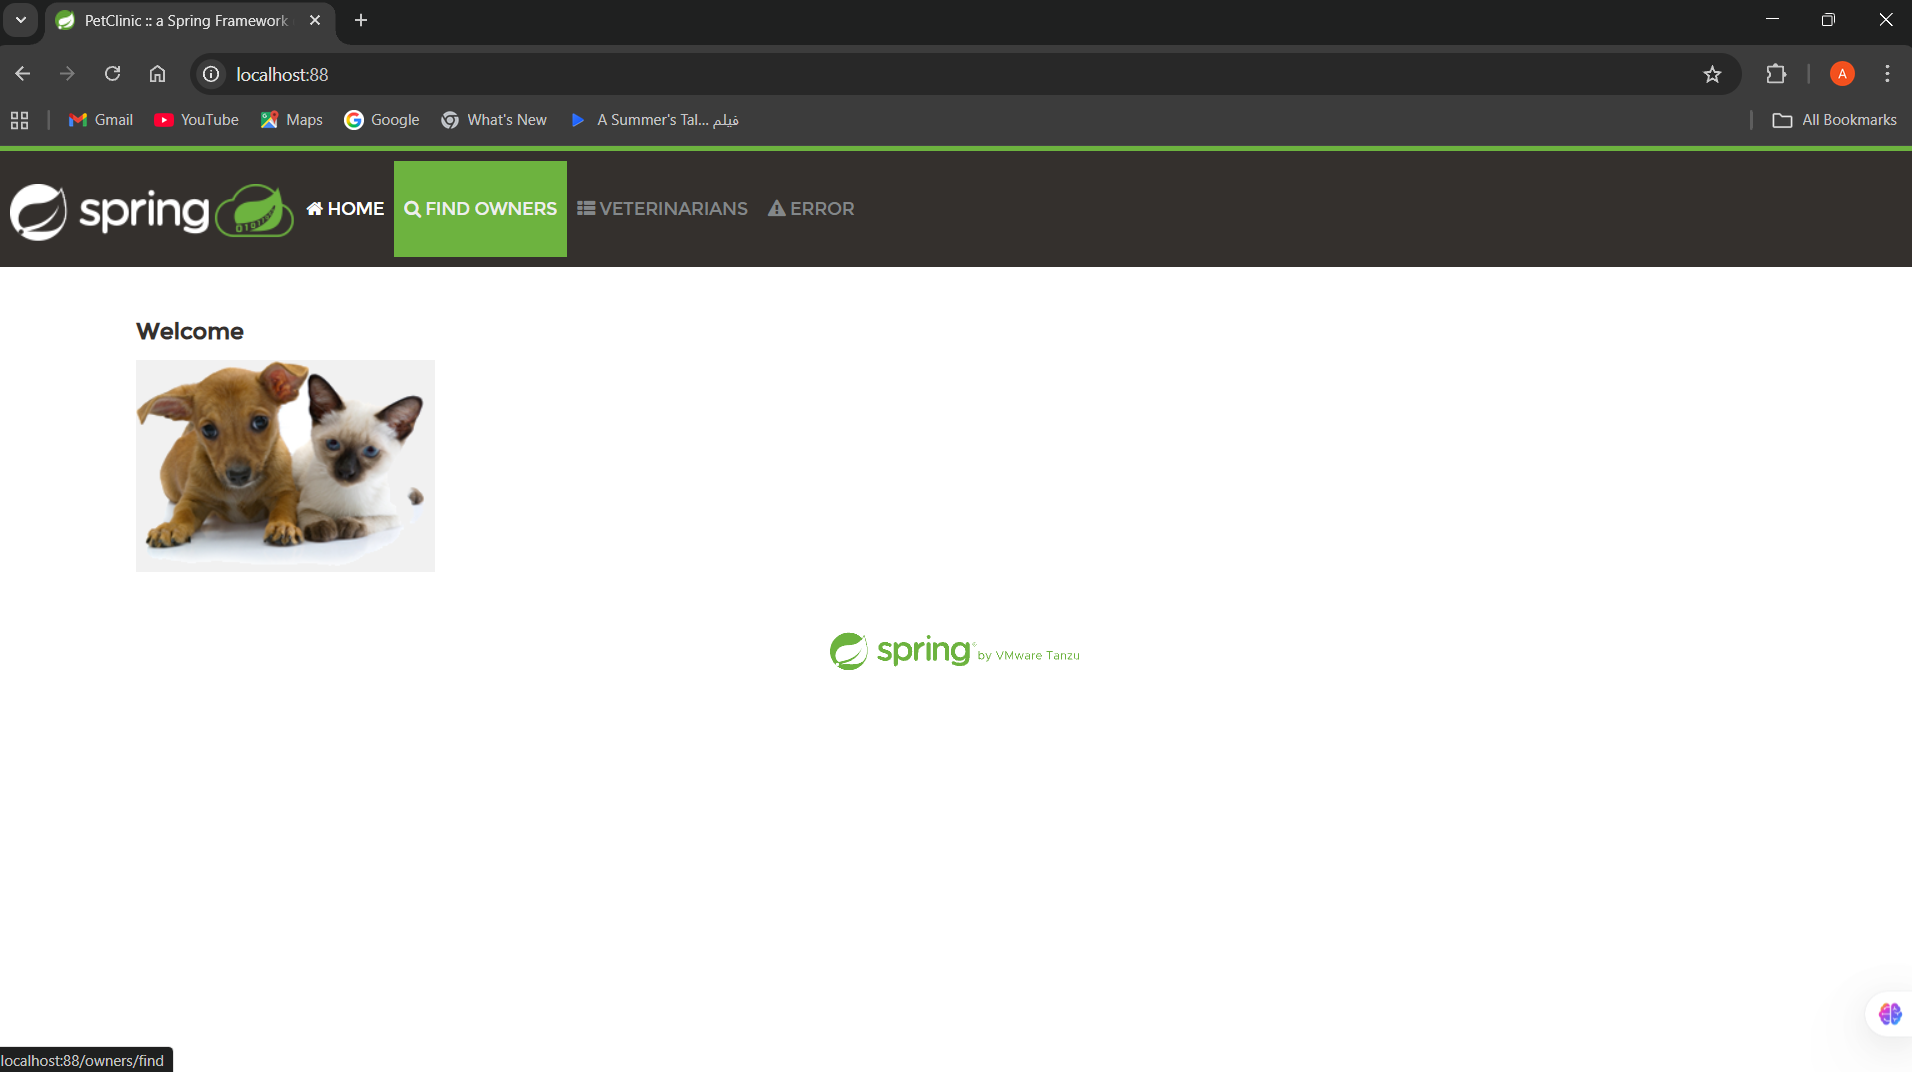 PetClinic :: a Spring Framework
localhost:88
Gmail
YouTube
Maps
Google
What's New
A Summer's Tal... فیلم
All Bookmarks
A
spring
HOME
FIND OWNERS
VETERINARIANS
ERROR
Welcome
spring by VMware Tanzu
localhost:88/owners/find